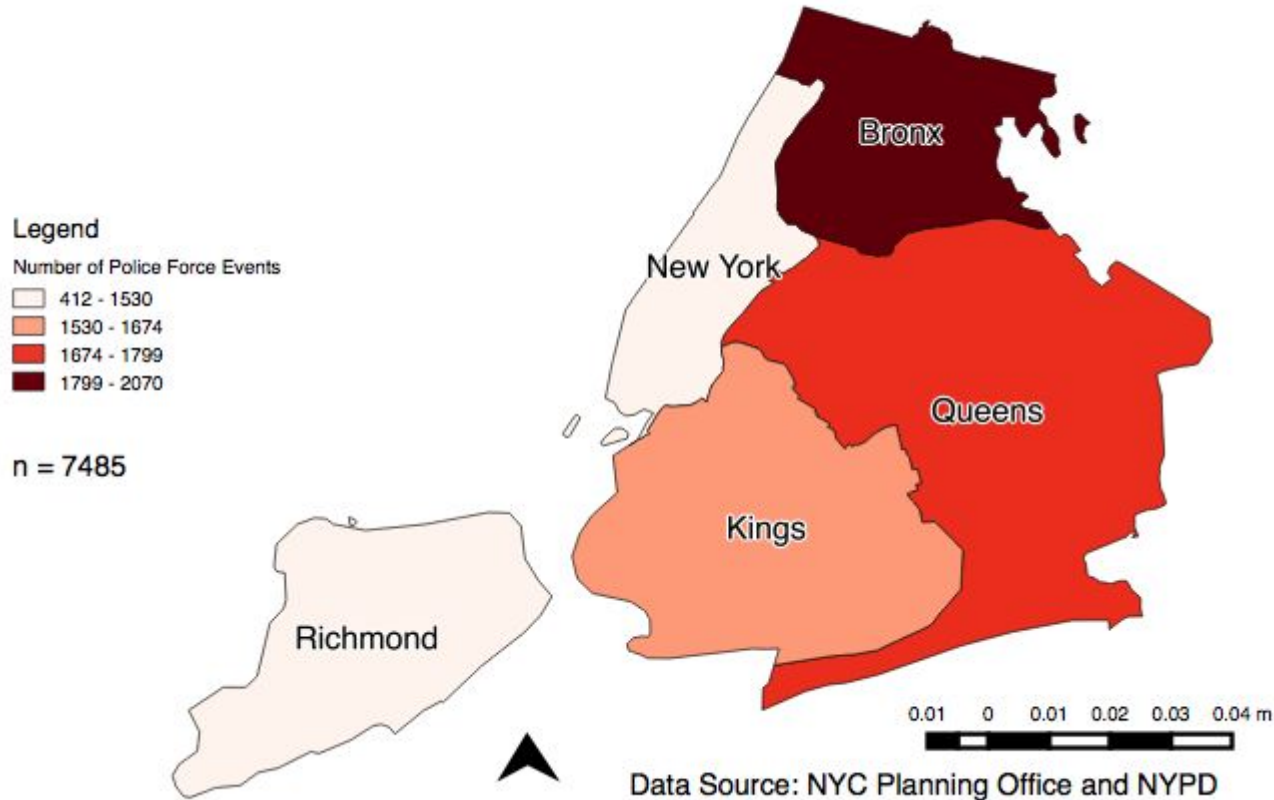 Bronx
Legend
Number of Police Force Events
New York
412 - 1530
1530 - 1674
1674 - 1799
1799 - 2070
Queens
n = 7485
Kings
Richmond
0.01 0 0.01 0.02 0.03 0.04 m
Data Source: NYC Planning Office and NYPD